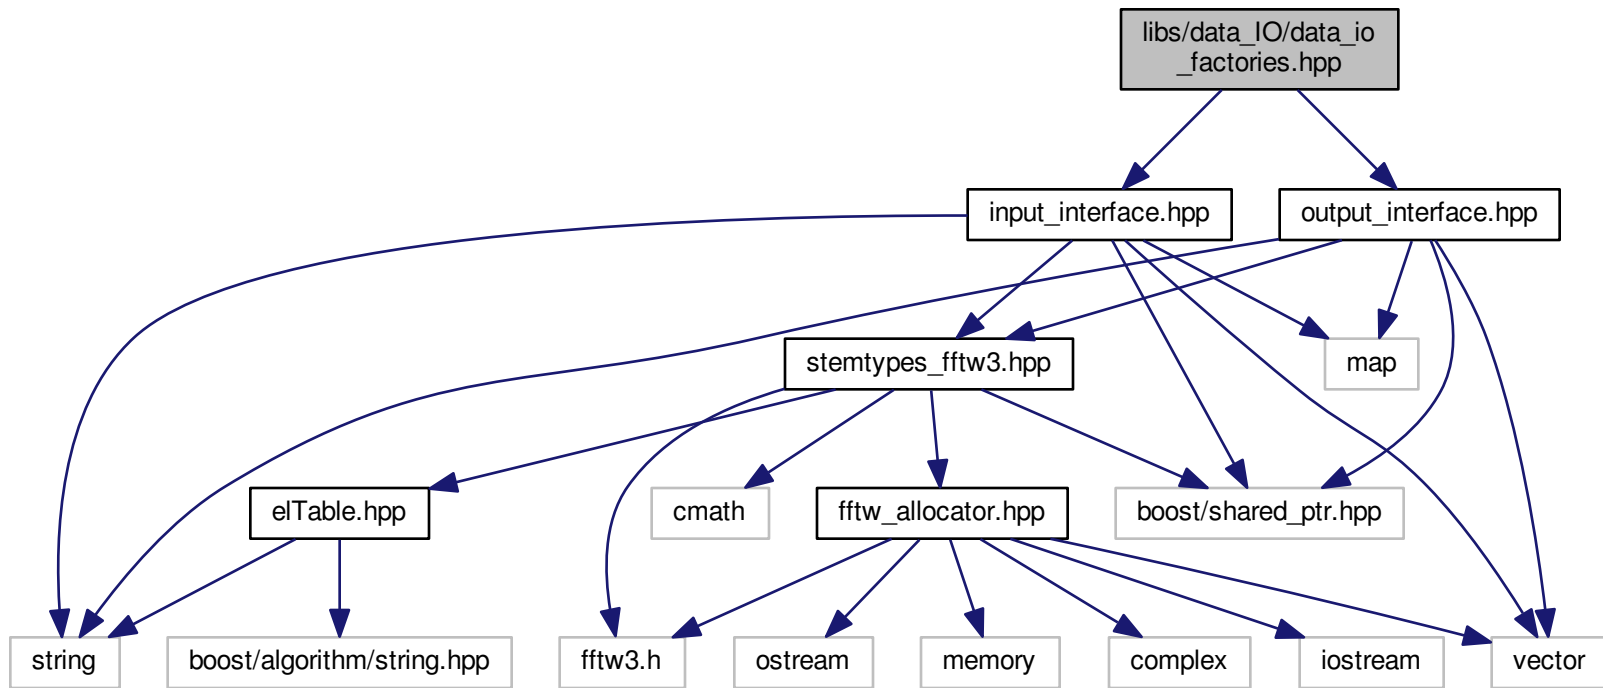 libs/data_IO/data_io
_factories.hpp
input_interface.hpp
output_interface.hpp
stemtypes_fftw3.hpp
map
elTable.hpp
cmath
fftw_allocator.hpp
boost/shared_ptr.hpp
string
boost/algorithm/string.hpp
fftw3.h
ostream
memory
complex
iostream
vector